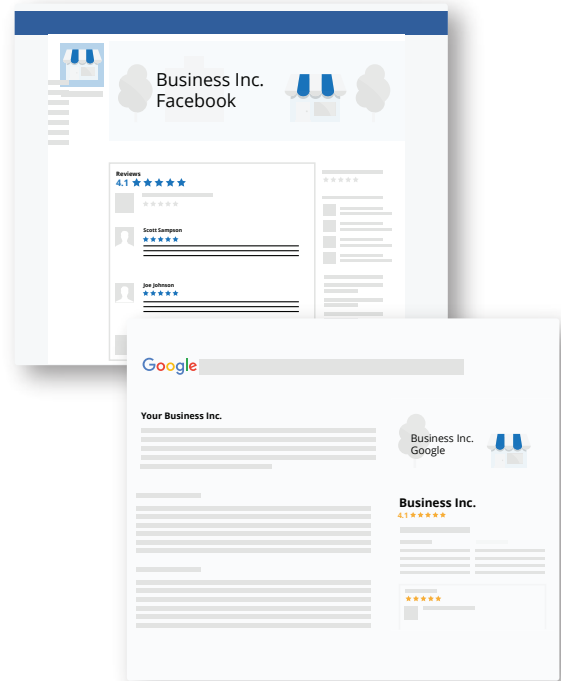 Business Inc.
Facebook
Reviews
4.1
Scott Sampson
Joe Johnson
Google
Your Business Inc.
Business Inc.
Google
Business Inc.
4.1